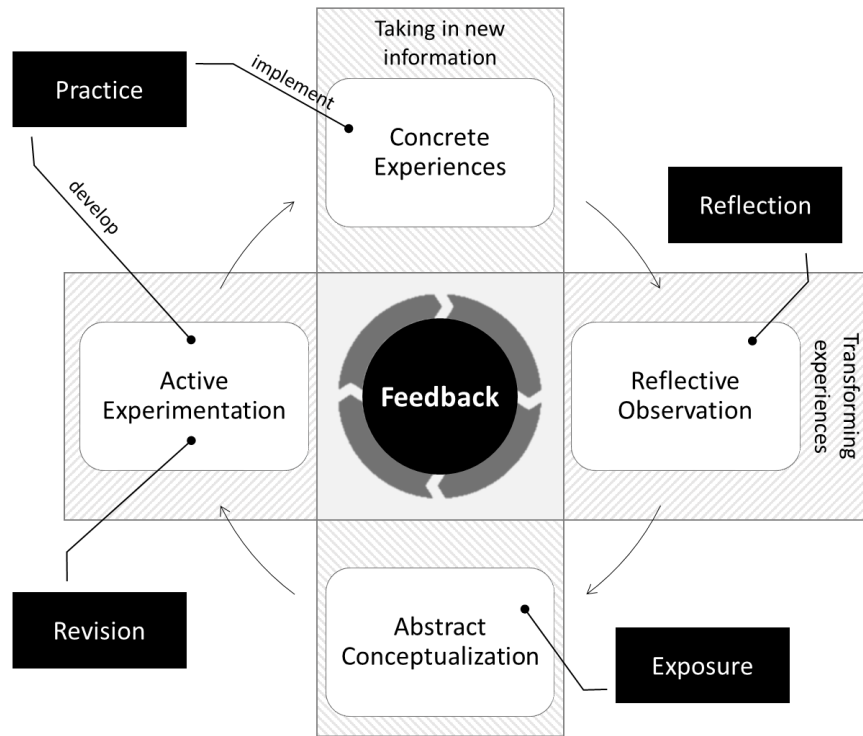 Taking in new
information
Practice
implement
Concrete
Experiences
develop
Reflection
Active
Experimentation
Feedback
Reflective
Observation
Transforming
experiences
Revision
Abstract
Conceptualization
Exposure